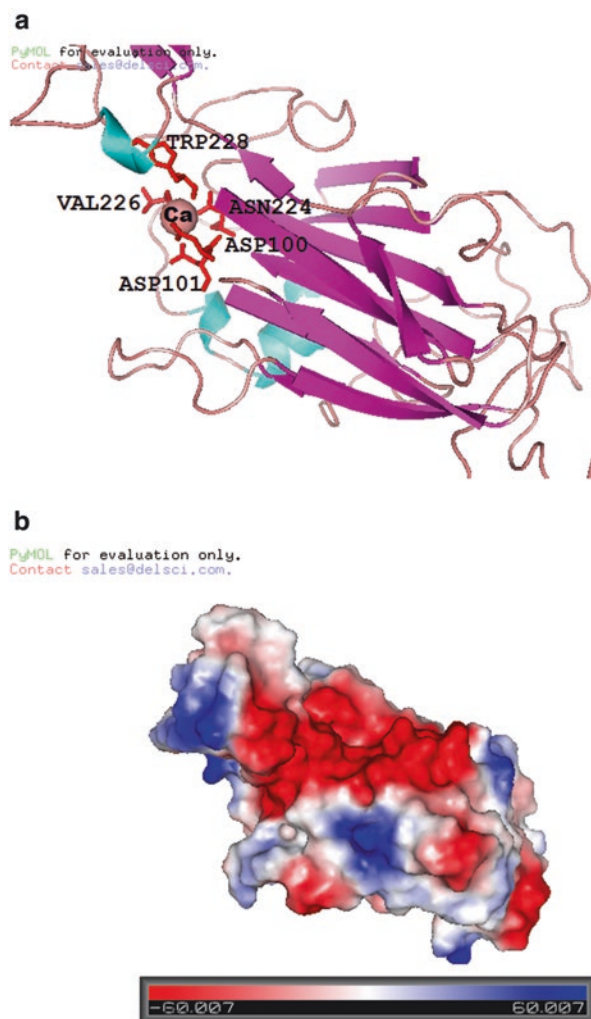 a
PyMOL for evaluation only.
Contact sales@delsci.com.
TRP228
VAL226
Ca
ASN224
ASP100
ASP101
b
PyMOL for evaluation only.
Contact sales@delsci.com.
-60.007 60.007